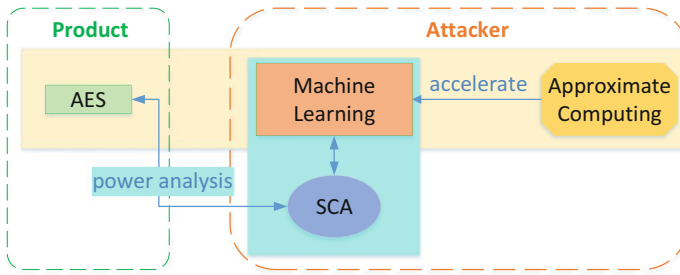 Product
Attacker
AES
Machine
Learning
accelerate
Approximate
Computing
power analysis
SCA